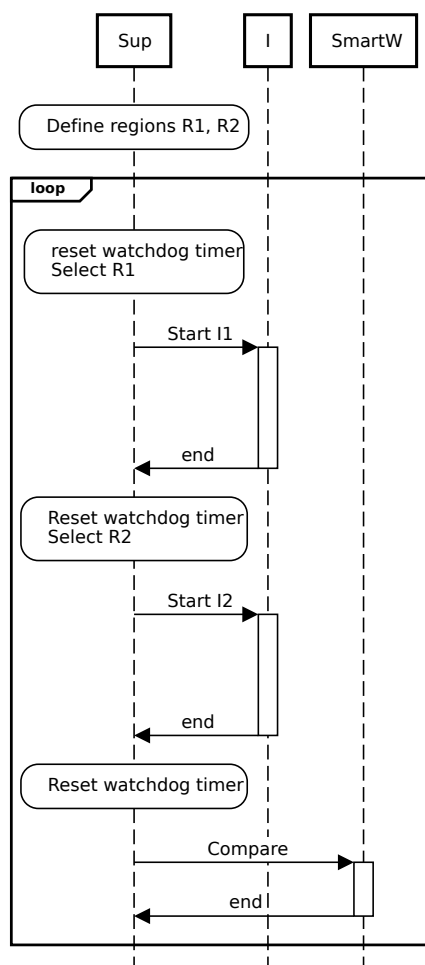 Sup
I
SmartW
Define regions R1, R2
loop
reset watchdog timer
Select R1
Start I1
end
Reset watchdog timer
Select R2
Start I2
end
Reset watchdog timer
Compare
end